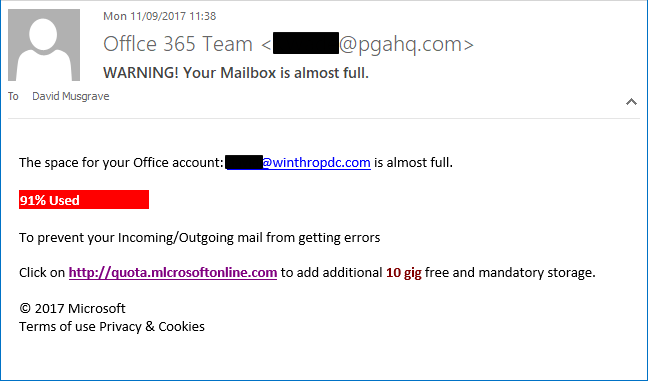 Mon 11/09/2017 11:38
Offlce 365 Team <@pgahq.com>
WARNING! Your Mailbox is almost full.
To David Musgrave
The space for your Office account: @winthropdc.com is almost full.
91% Used
To prevent your Incoming/Outgoing mail from getting errors
Click on http://quota.mlcrosoftonline.com to add additional 10 gig free and mandatory storage.
© 2017 Microsoft
Terms of use Privacy & Cookies